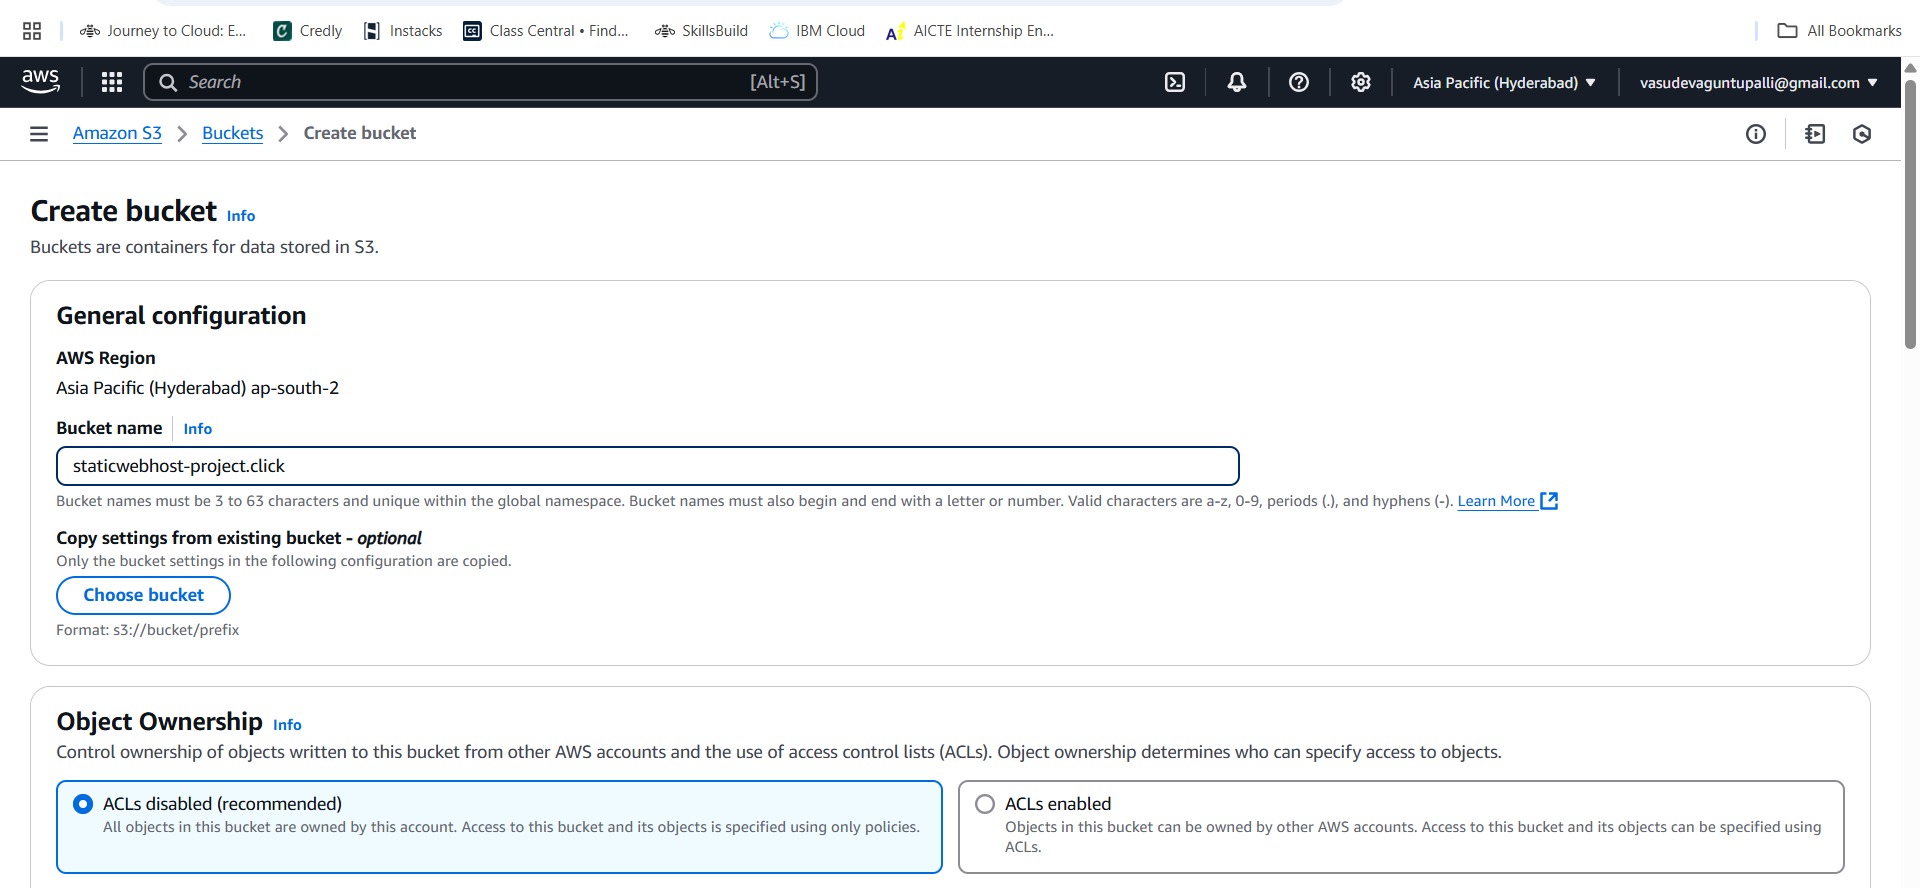 Journey to Cloud: E... Credly Instacks Class Central • Find... SkillsBuild IBM Cloud AICTE Internship En... All Bookmarks
aws Search [Alt+S] Asia Pacific (Hyderabad) vasudevaguntupalli@gmail.com
Amazon S3 > Buckets > Create bucket
Create bucket Info
Buckets are containers for data stored in S3.
General configuration
AWS Region
Asia Pacific (Hyderabad) ap-south-2
Bucket name Info
staticwebhost-project.click
Bucket names must be 3 to 63 characters and unique within the global namespace. Bucket names must also begin and end with a letter or number. Valid characters are a-z, 0-9, periods (.), and hyphens (-). Learn More
Copy settings from existing bucket - optional
Only the bucket settings in the following configuration are copied.
Choose bucket
Format: s3://bucket/prefix
Object Ownership Info
Control ownership of objects written to this bucket from other AWS accounts and the use of access control lists (ACLs). Object ownership determines who can specify access to objects.
ACLs disabled (recommended)
All objects in this bucket are owned by this account. Access to this bucket and its objects is specified using only policies.
ACLs enabled
Objects in this bucket can be owned by other AWS accounts. Access to this bucket and its objects can be specified using
ACLs.